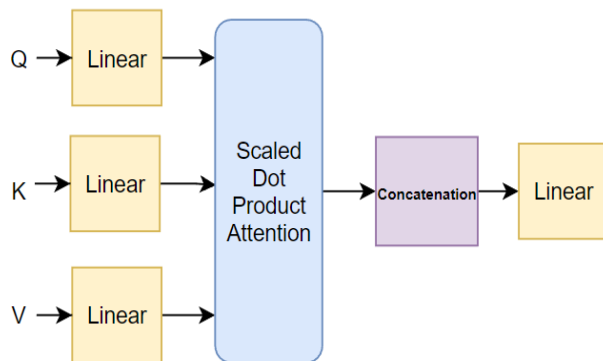 Q
Linear
K
Linear
V
Linear
Scaled
Dot
Product
Attention
Concatenation
Linear